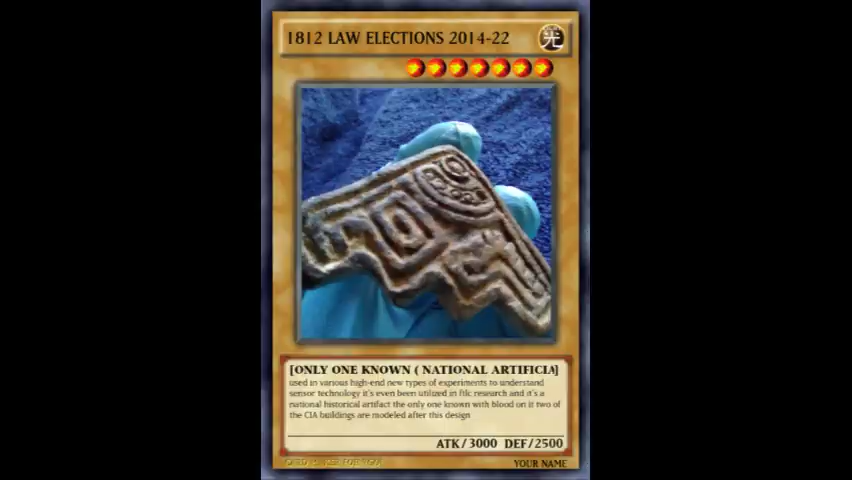 1812 LAW ELECTIONS 2014-22
光
[ONLY ONE KNOWN ( NATIONAL ARTIFICIA]
used in various high-end new types of experiments to understand
sensor technology it's even been utilized in ftlc research and it's a
national historical artifact the only one known with blood on it two of
the CIA buildings are modeled after this design
ATK/3000 DEF/2500
YOUR NAME